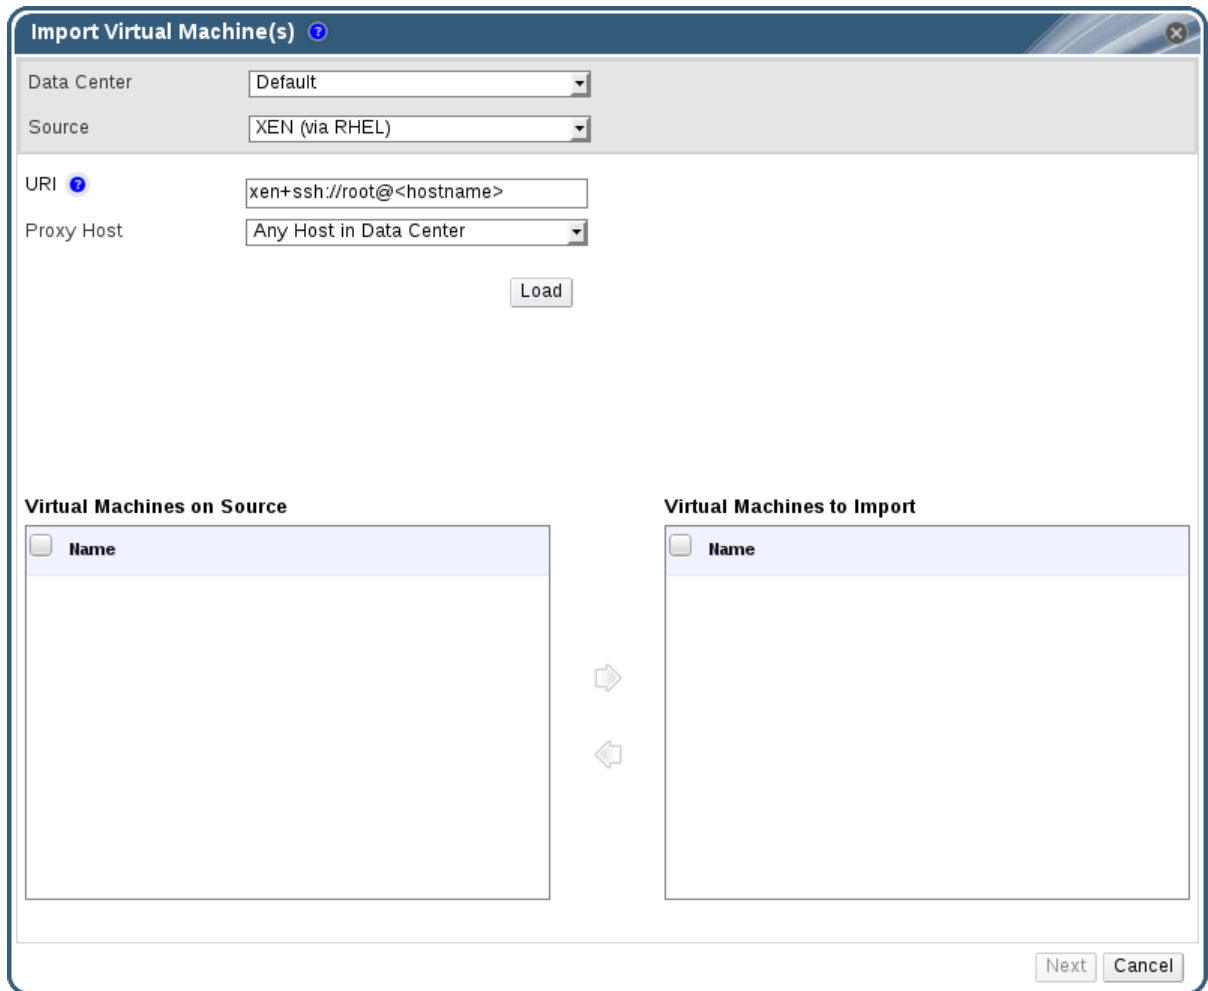 Import Virtual Machine(s) ?
Data Center Default
Source XEN (via RHEL)
URI ? xen+ssh://root@<hostname>
Proxy Host Any Host in Data Center
Load
Virtual Machines on Source Virtual Machines to Import
Name Name
Next Cancel